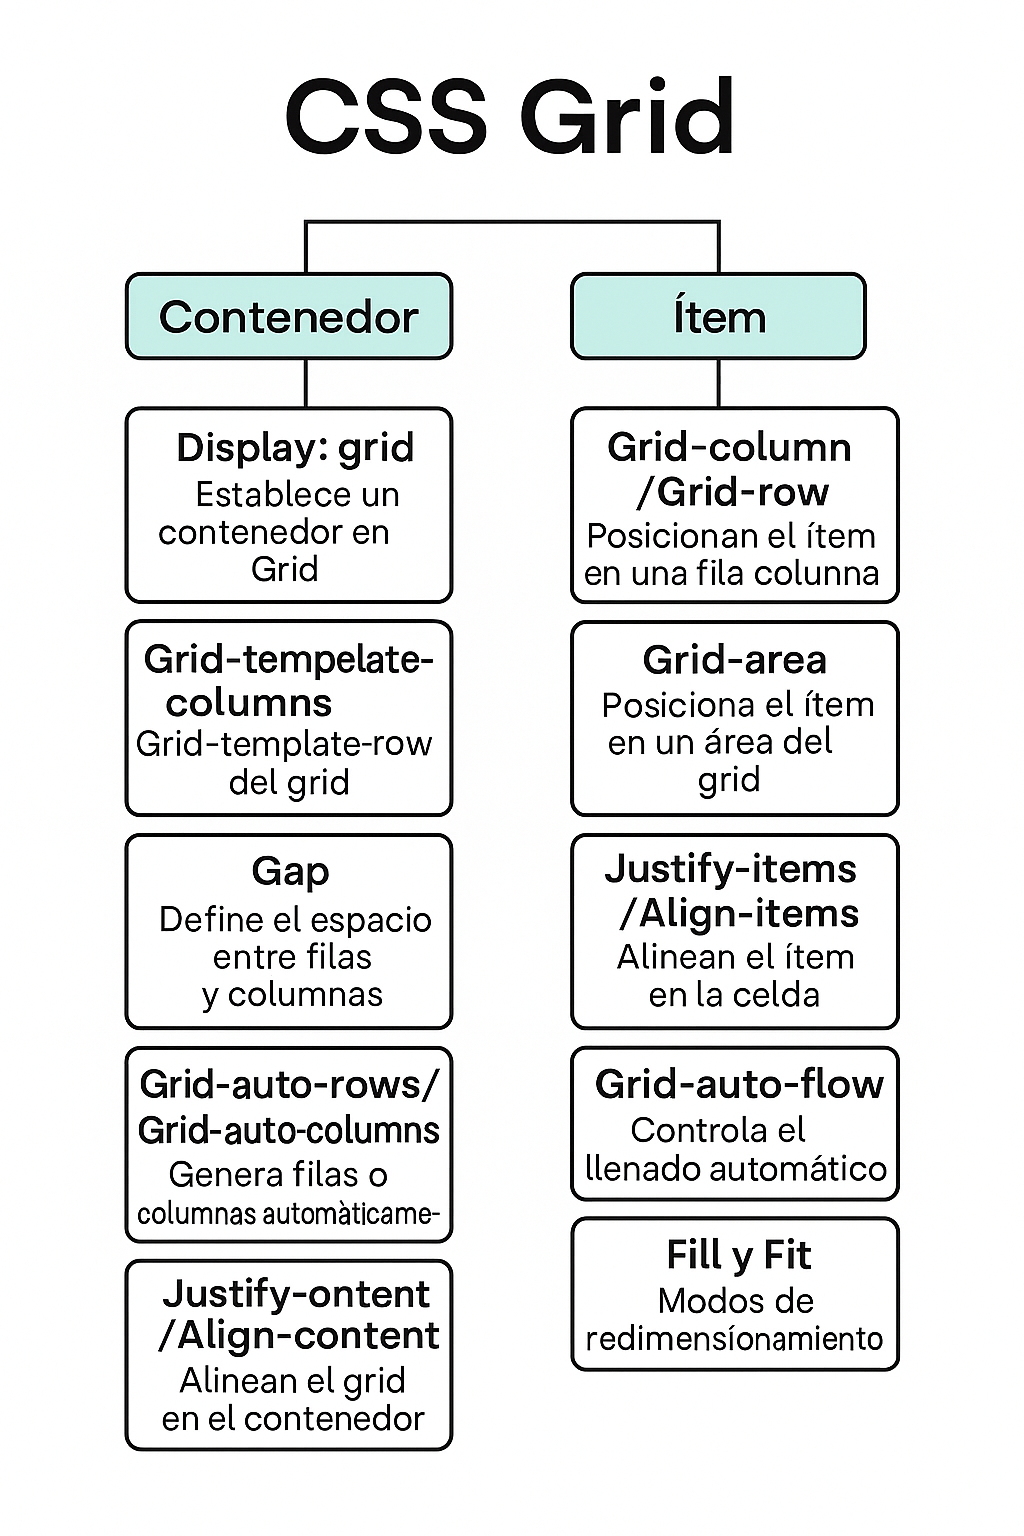 CSS Grid
Contenedor
Display: grid
Establece un
contenedor en
Grid
Grid-tempelate-
columns
Grid-template-row
del grid
Gap
Define el espacio
entre filas
y columnas
Grid-auto-rows/
Grid-auto-columns
Genera filas o
columnas automàticame-
Justify-ontent
/Align-content
Alinean el grid
en el contenedor
Ítem
Grid-column
/Grid-row
Posicionan el ítem
en una fila colunna
Grid-area
Posiciona el ítem
en un área del
grid
Justify-items
/Align-items
Alinean el ítem
en la celda
Grid-auto-flow
Controla el
llenado automático
Fill y Fit
Modos de
redimensíonamiento